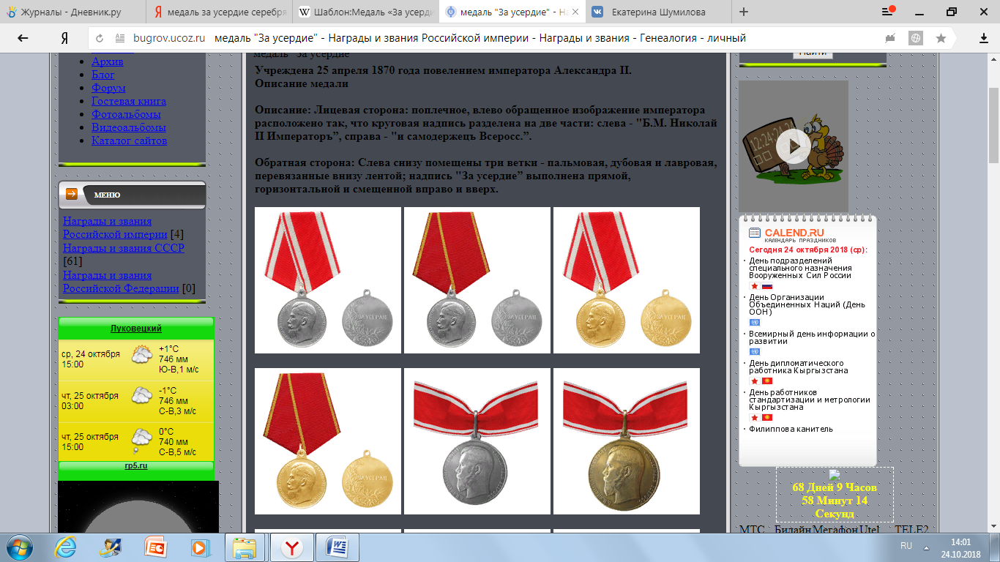 Журналы - Дневник.ру
медаль за усердие серебря
Шаблон:Медаль «За усерди
медаль "За усердие" - На
Екатерина Шумилова
bugrov.ucoz.ru медаль "За усердие" - Награды и звания Российской империи - Награды и звания - Генеалогия - личный
Архив
Блог
Форум
Гостевая книга
Фотоальбомы
Видеоальбомы
Каталог сайтов
МЕНЮ
Награды и звания
Российской империи [4]
Награды и звания СССР
[61]
Награды и звания
Российской Федерации [0]
Луковецкий
ср, 24 октября
15:00
+1°C
746 мм
Ю-В,1 м/с
чт, 25 октября
03:00
-1°C
746 мм
С-В,3 м/с
чт, 25 октября
15:00
0°C
740 мм
С-В,5 м/с
rp5.ru
медаль "За усердие"
Учреждена 25 апреля 1870 года повелением императора Александра II.
Описание медали
Описание: Лицевая сторона: поплечное, влево обращенное изображение императора
расположено так, что круговая надпись разделена на две части: слева - "Б.М. Николай
II Императоръ”, справа - "и самодержецъ Всеросс.”.
Обратная сторона: Слева снизу помещены три ветки - пальмовая, дубовая и лавровая,
перевязанные внизу лентой; надпись "За усердие” выполнена прямой,
горизонтальной и смещенной вправо и вверх.
Найти
12:24:24
CALEND.RU
КАЛЕНДАРЬ ПРАЗДНИКОВ
Сегодня 24 октября 2018 (ср):
День подразделений
специального назначения
Вооруженных Сил России
День Организации
Объединенных Наций (День
ООН)
Всемирный день информации о
развитии
День дипломатического
работника Кыргызстана
День работников
стандартизации и метрологии
Кыргызстана
Филиппова канитель
68 Дней 9 Часов
58 Минут 14
Секунд
МТС Билайн Мегафон Utel TELE2
RU
14:01
24.10.2018